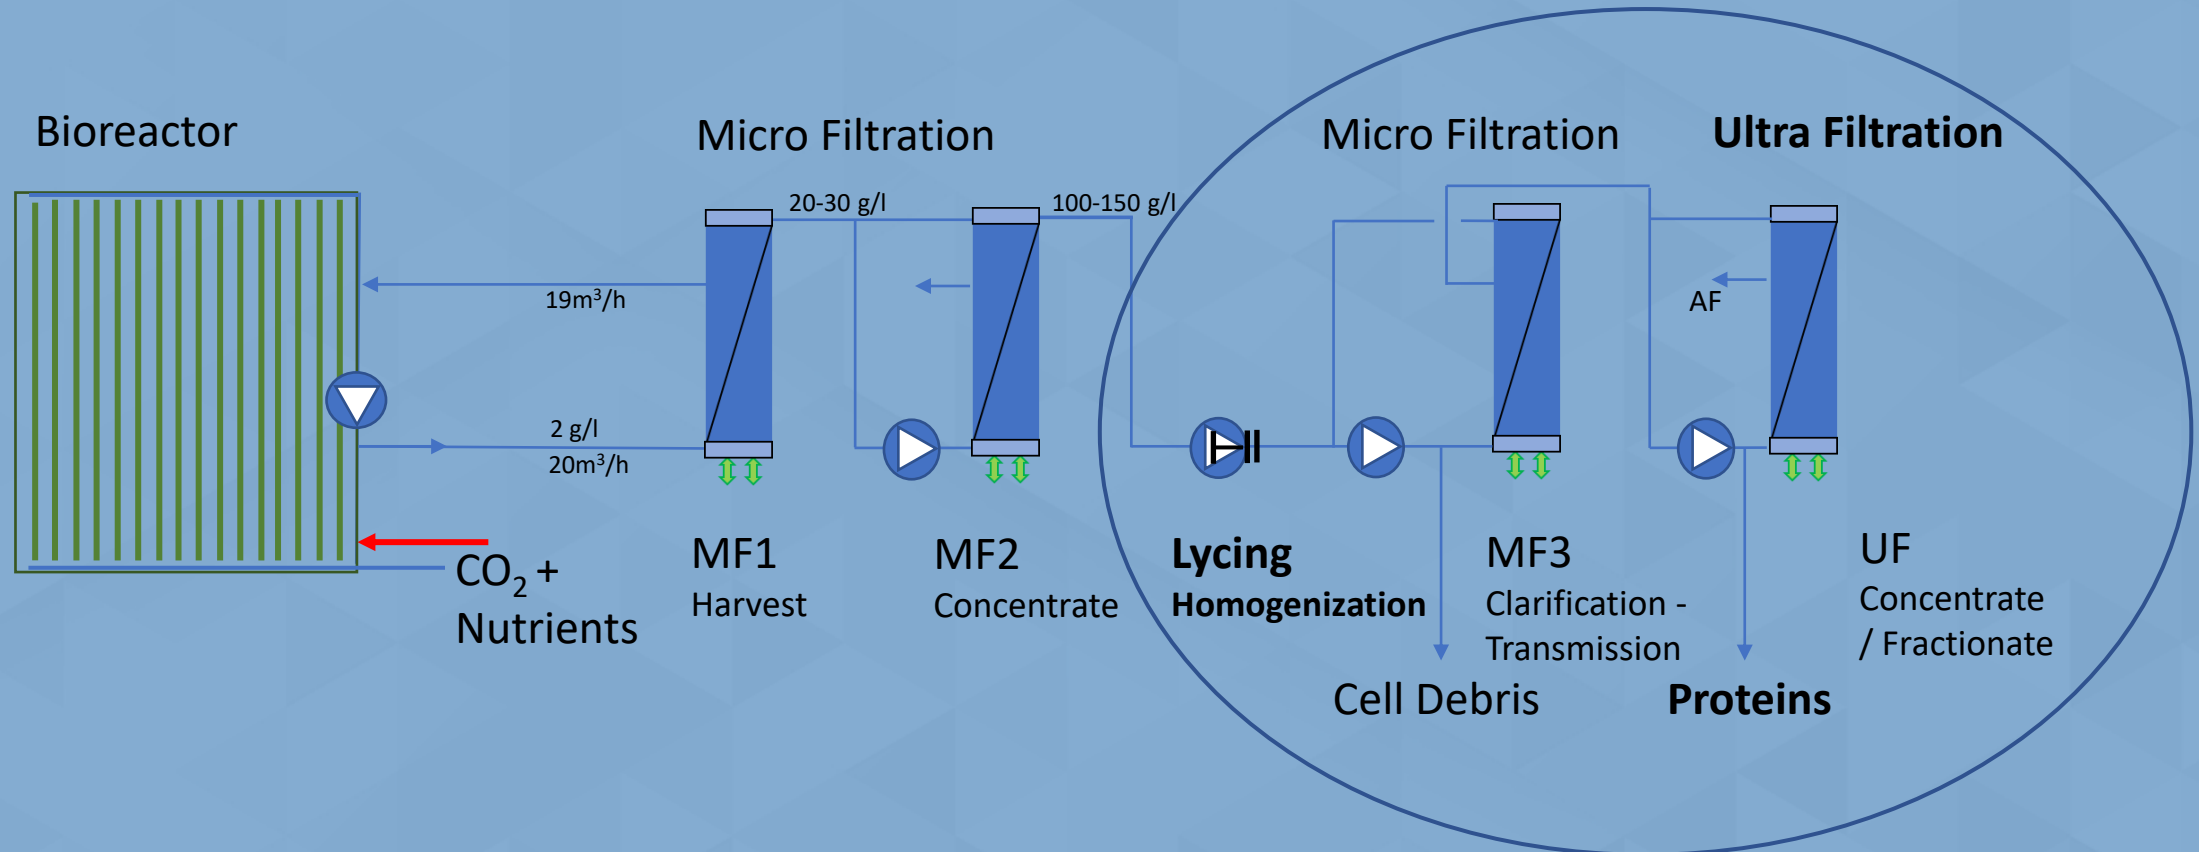 Bioreactor
Micro Filtration
Micro Filtration
Ultra Filtration
20-30 g/l
100-150 g/l
19m³/h
AF
2 g/l
20m³/h
CO₂ +
Nutrients
MF1
Harvest
MF2
Concentrate
Lycing
Homogenization
MF3
Clarification -
Transmission
UF
Concentrate
/ Fractionate
Cell Debris
Proteins